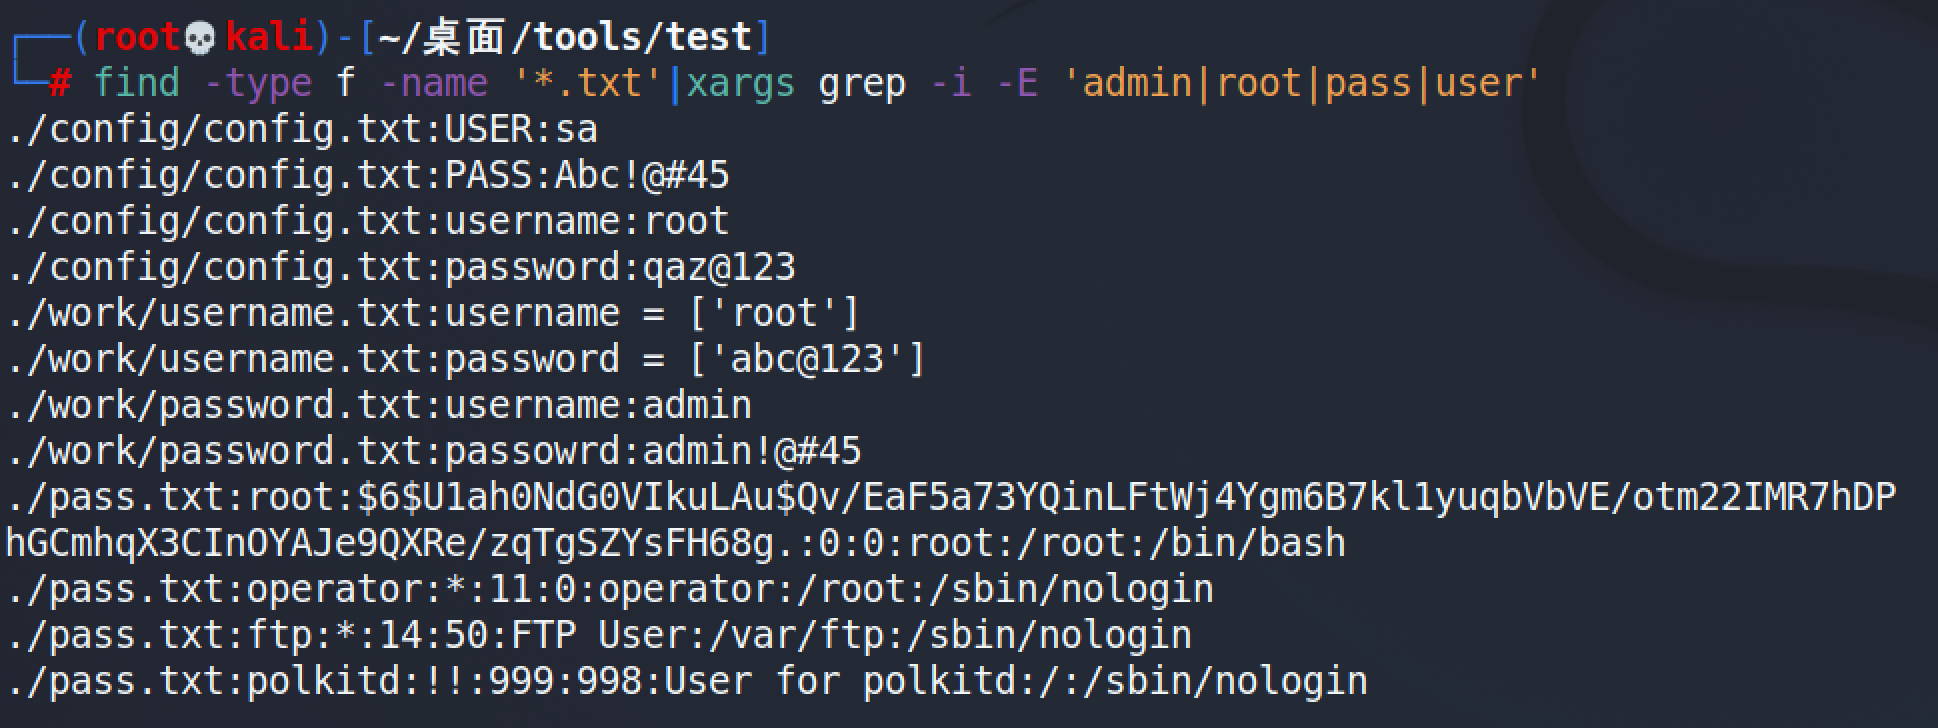 ┌──(root💀kali)-[~/桌面/tools/test]
└─# find -type f -name '*.txt'|xargs grep -i -E 'admin|root|pass|user'
./config/config.txt:USER:sa
./config/config.txt:PASS:Abc!@#45
./config/config.txt:username:root
./config/config.txt:password:qaz@123
./work/username.txt:username = ['root']
./work/username.txt:password = ['abc@123']
./work/password.txt:username:admin
./work/password.txt:passowrd:admin!@#45
./pass.txt:root:$6$U1ah0NdG0VIkuLAu$Qv/EaF5a73YQinLFtWj4Ygm6B7kl1yuqbVbVE/otm22IMR7hDP
hGCmhqX3CInOYAJe9QXRe/zqTgSZYsFH68g.:0:0:root:/root:/bin/bash
./pass.txt:operator:*:11:0:operator:/root:/sbin/nologin
./pass.txt:ftp:*:14:50:FTP User:/var/ftp:/sbin/nologin
./pass.txt:polkitd:!!:999:998:User for polkitd:/:/sbin/nologin